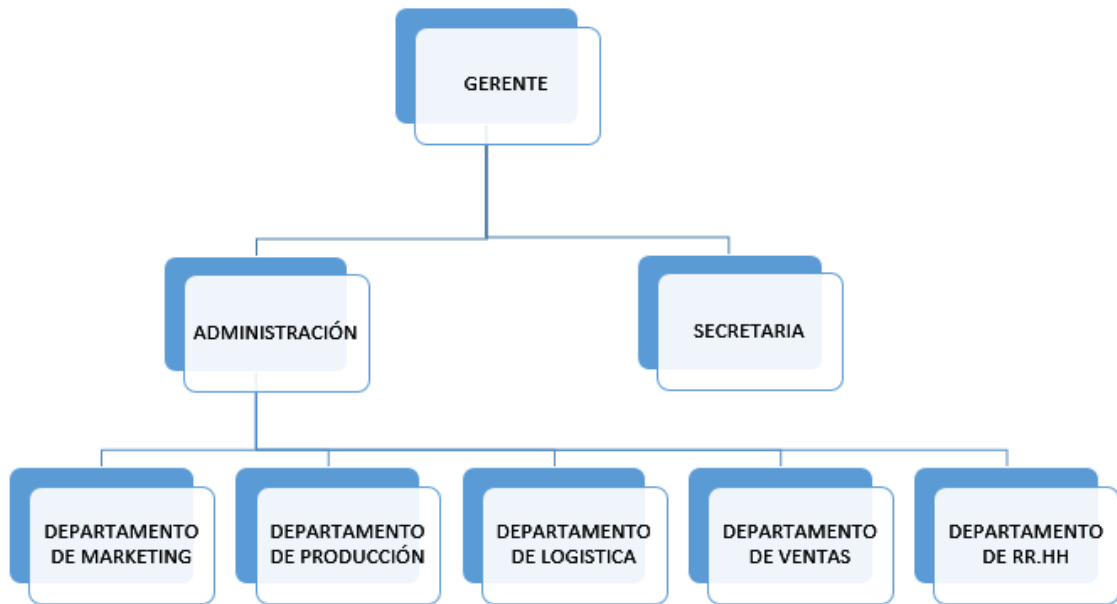 GERENTE
ADMINISTRACIÓN
SECRETARIA
DEPARTAMENTO
DE MARKETING
DEPARTAMENTO
DE PRODUCCIÓN
DEPARTAMENTO
DE LOGISTICA
DEPARTAMENTO
DE VENTAS
DEPARTAMENTO
DE RR.HH